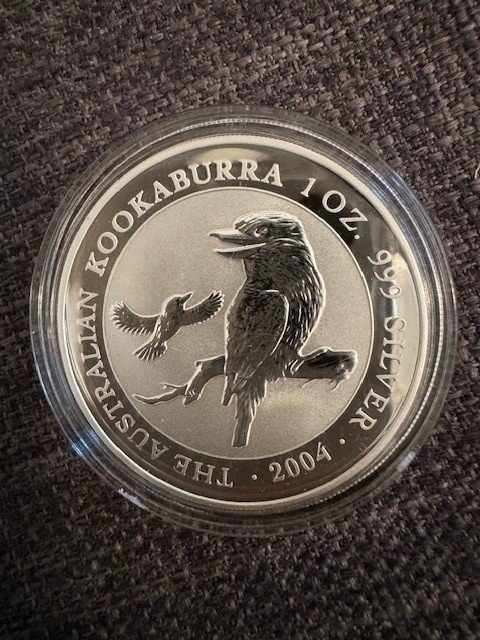 THE AUSTRALIAN KOOKABURRA 1 OZ. 999 SILVER · 2004 ·